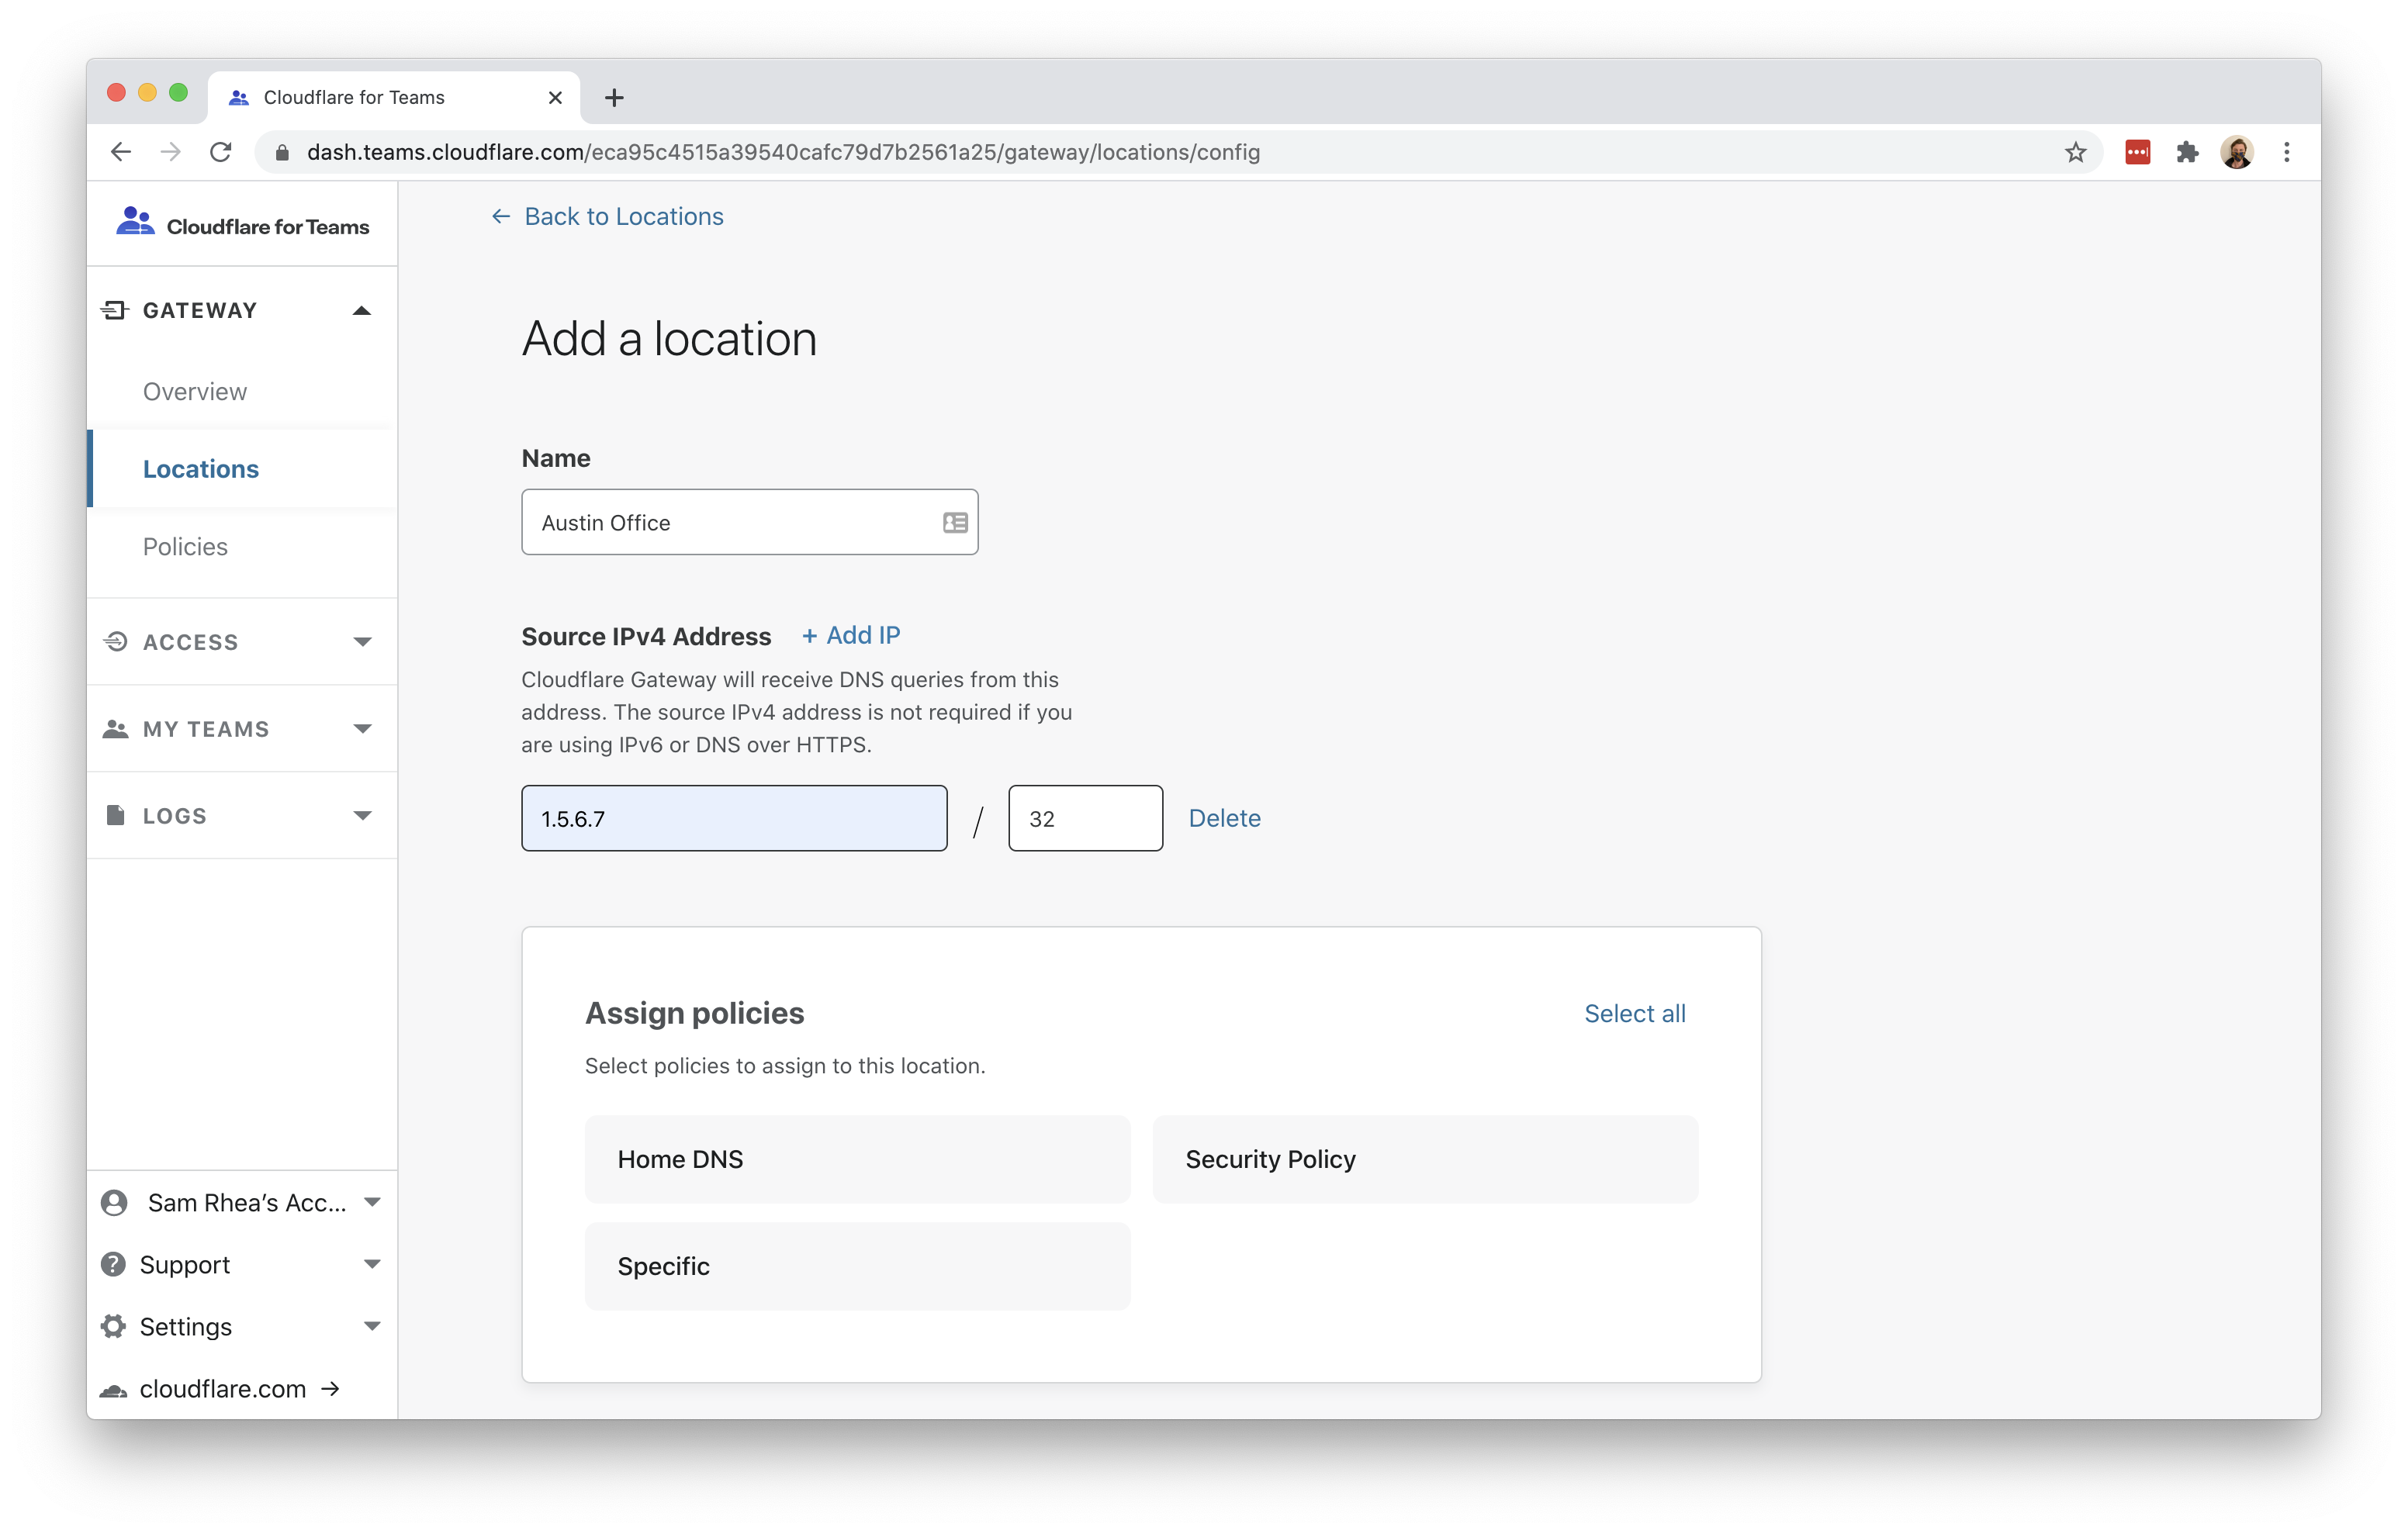 Cloudflare for Teams
dash.teams.cloudflare.com/eca95c4515a39540cafc79d7b2561a25/gateway/locations/config
Cloudflare for Teams
GATEWAY
Overview
Locations
Policies
ACCESS
MY TEAMS
LOGS
Sam Rhea’s Acc...
Support
Settings
cloudflare.com →
← Back to Locations
Add a location
Name
Austin Office
Source IPv4 Address + Add IP
Cloudflare Gateway will receive DNS queries from this
address. The source IPv4 address is not required if you
are using IPv6 or DNS over HTTPS.
1.5.6.7 / 32 Delete
Assign policies Select all
Select policies to assign to this location.
Home DNS Security Policy
Specific